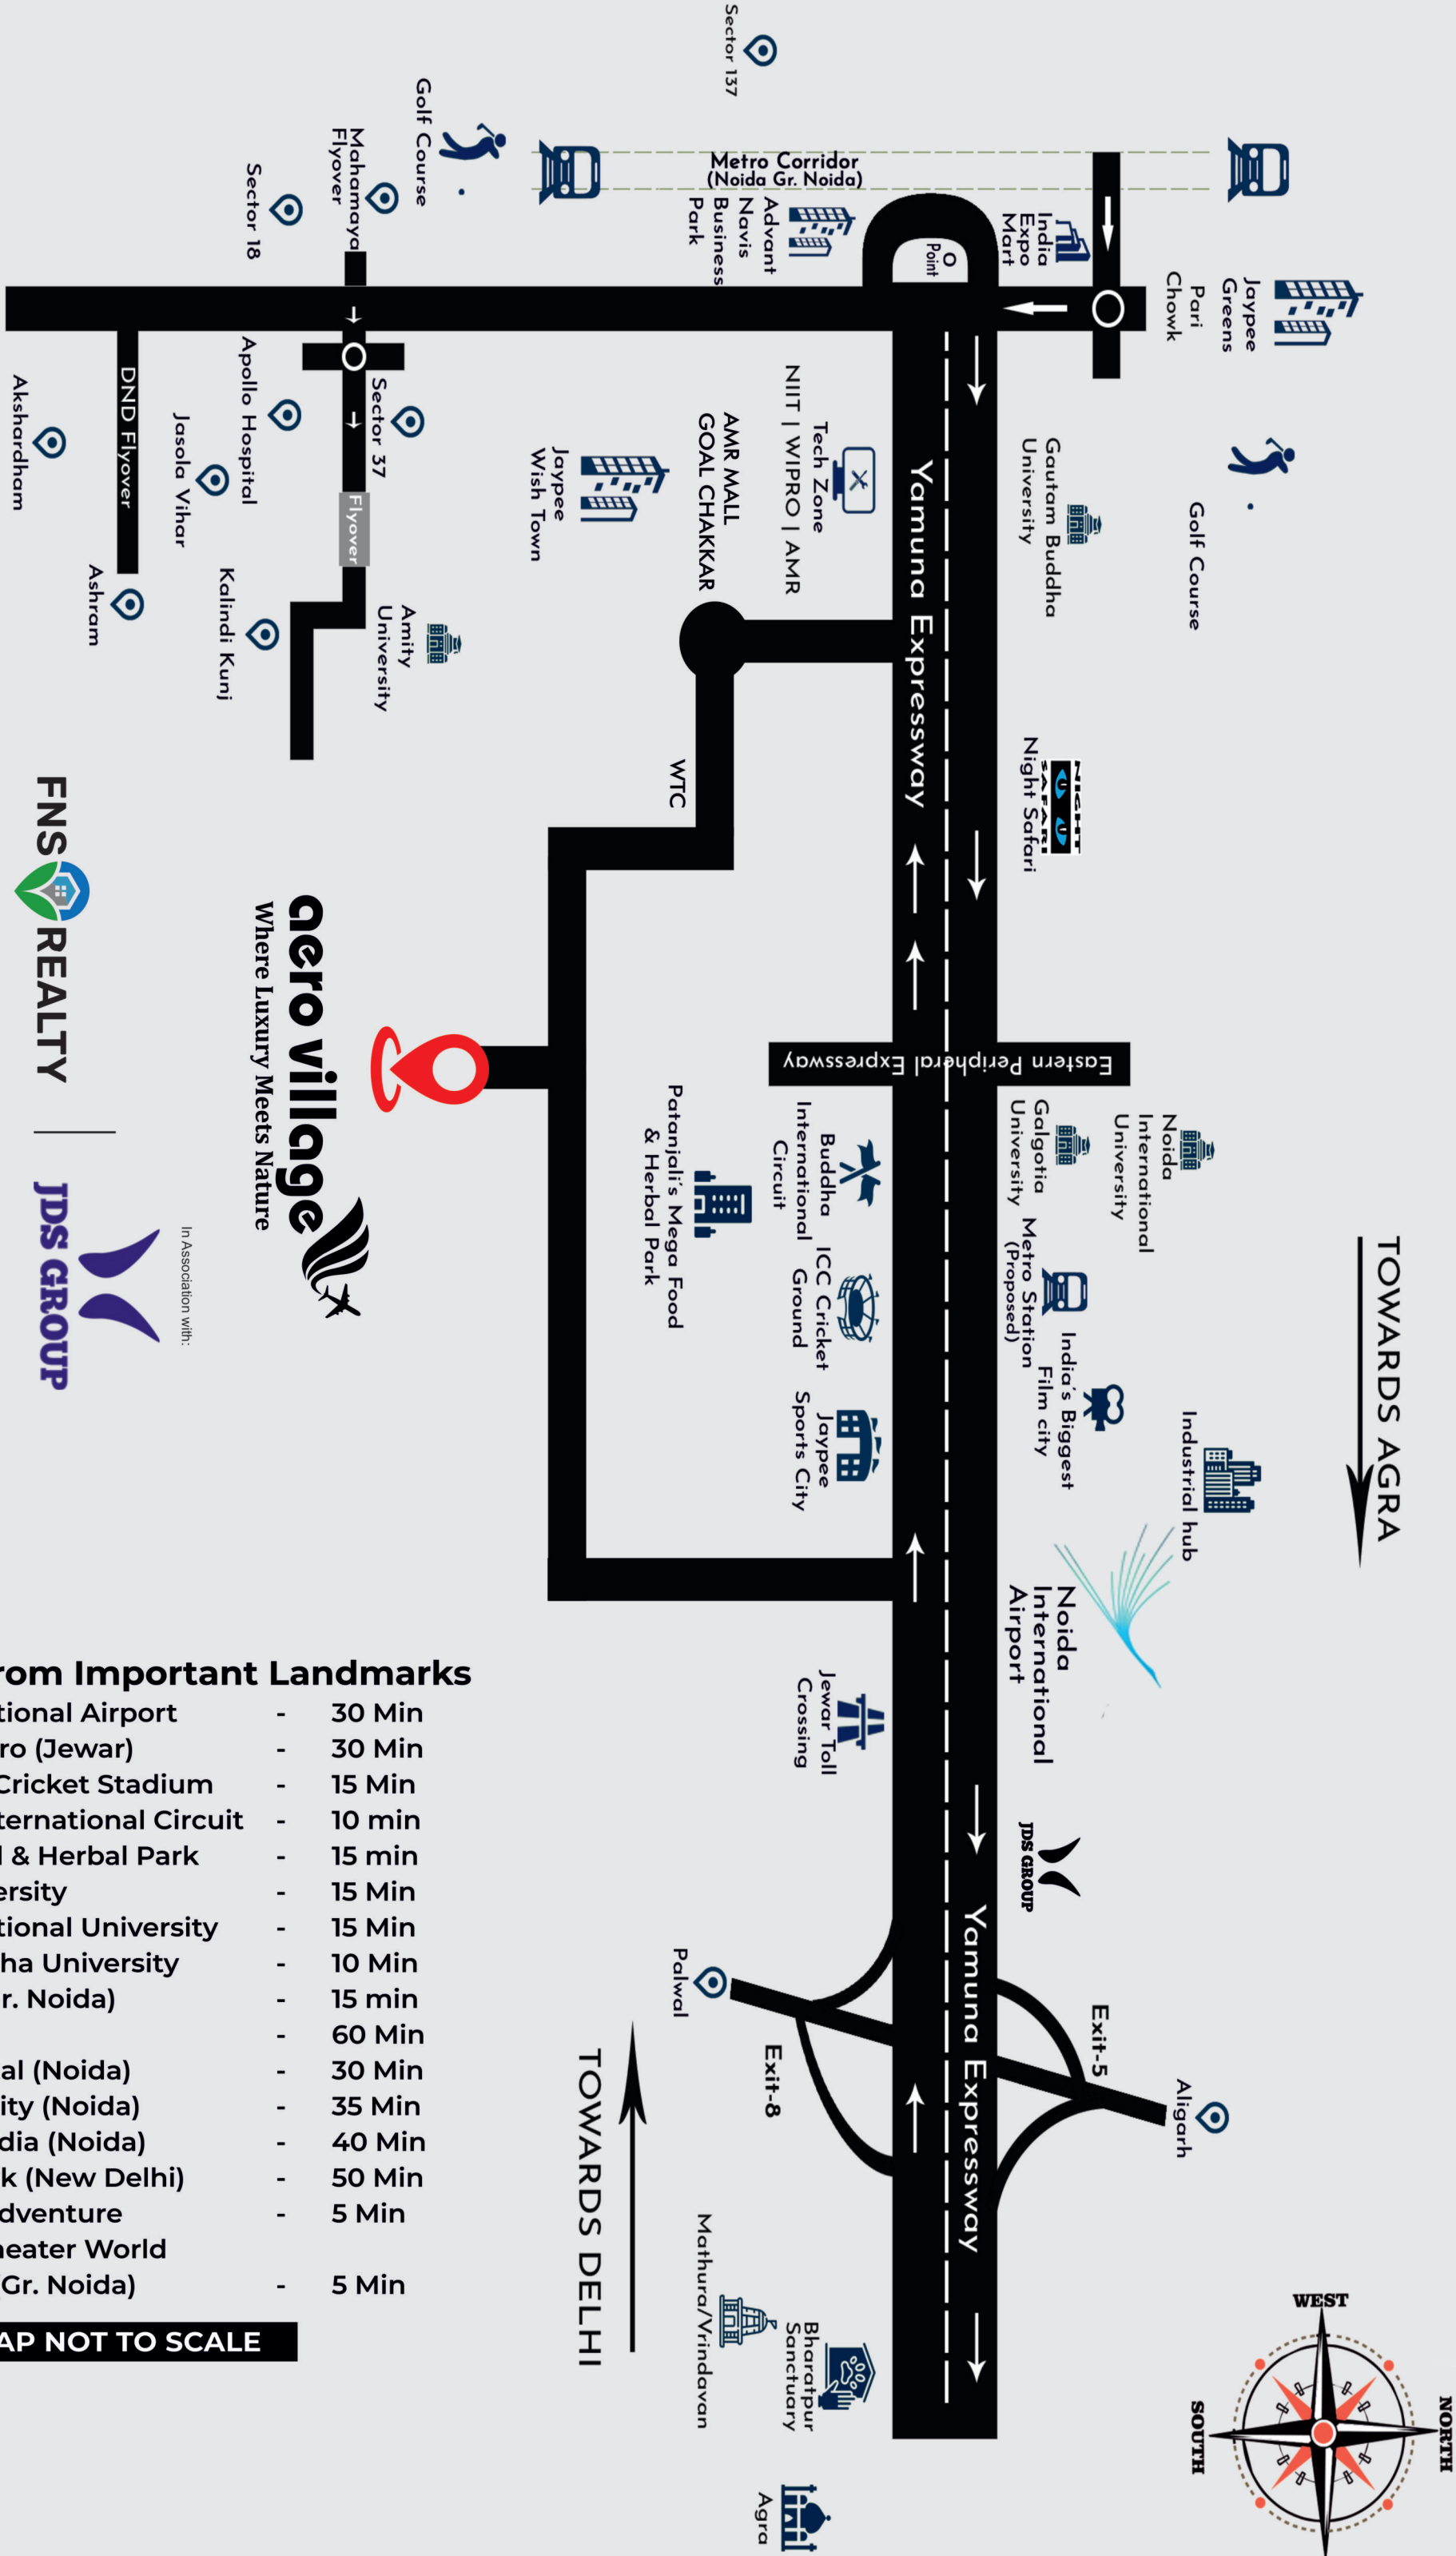 Sector 137
Golf Course
Mahamaya
Flyover
Sector 18
Metro Corridor
(Noida Gr. Noida)
Advant
Navis
Business
Park
India
Expo
Mart
O
Point
Jaypee
Greens
Pari
Chowk
Golf Course
Gautam Buddha
University
Tech Zone
NIIT | WIPRO | AMR
AMR MALL
GOAL CHAKKAR
Jaypee
Wish Town
Sector 37
Flyover
Apollo Hospital
Jasola Vihar
DND Flyover
Akshardham
Ashram
Kalindi Kunj
Amity
University
Yamuna Expressway
WTC
NIGHT
SAFARI
Night Safari
Eastern Peripheral Expressway
aero village
Where Luxury Meets Nature
FNS REALTY
In Association with:
JDS GROUP
Noida
International
University
Galgotia
University
Metro Station
(Proposed)
India's Biggest
Film city
Industrial hub
TOWARDS AGRA
Buddha
International
Circuit
ICC Cricket
Ground
Jaypee
Sports City
Patanjali's Mega Food
& Herbal Park
Noida
International
Airport
Jewar Toll
Crossing
JDS GROUP
Yamuna Expressway
Exit-5
Aligarh
Palwal
Exit-8
TOWARDS DELHI
Mathura/Vrindavan
Bharatpur
Sanctuary
Agra
WEST
NORTH
SOUTH
rom Important Landmarks
tional Airport - 30 Min
ro (Jewar) - 30 Min
Cricket Stadium - 15 Min
ternational Circuit - 10 min
l & Herbal Park - 15 min
ersity - 15 Min
tional University - 15 Min
ha University - 10 Min
r. Noida) - 15 min
- 60 Min
al (Noida) - 30 Min
ity (Noida) - 35 Min
dia (Noida) - 40 Min
k (New Delhi) - 50 Min
dventure - 5 Min
heater World
(Gr. Noida) - 5 Min
AP NOT TO SCALE